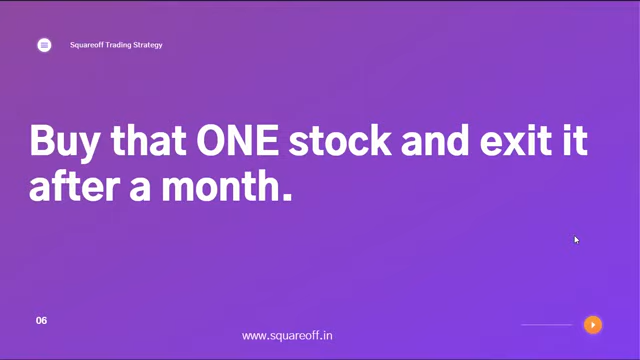 Squareoff Trading Strategy
Buy that ONE stock and exit it
after a month.
06
www.squareoff.in